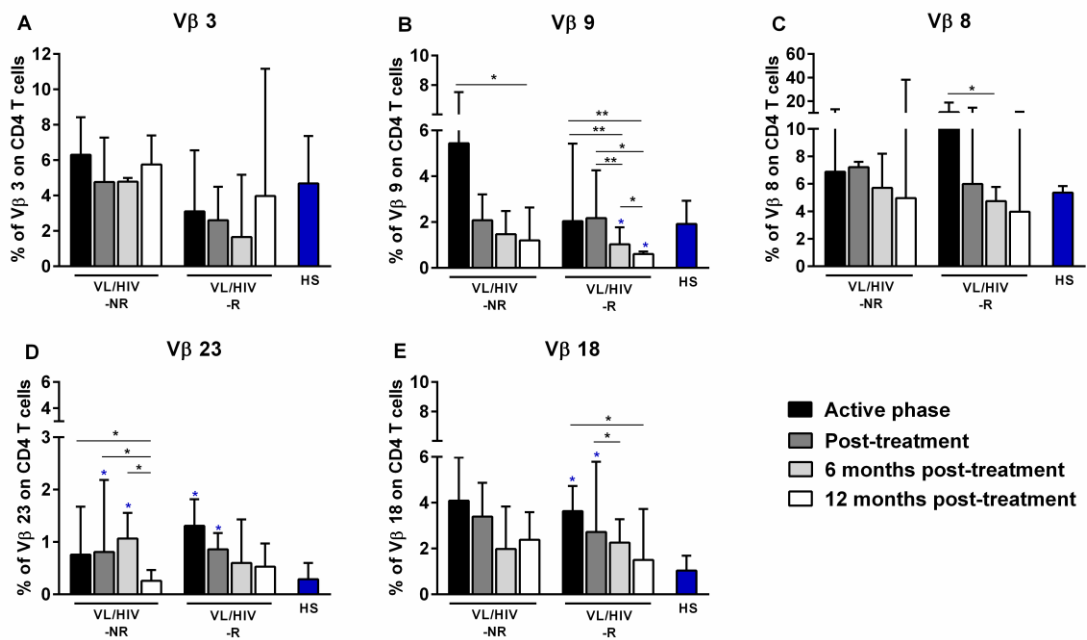 A
Vβ 3
% of Vβ 3 on CD4 T cells
12
10
8
6
4
2
0
VL/HIV
-NR
VL/HIV
-R
HS
B
Vβ 9
% of Vβ 9 on CD4 T cells
10
8
6
4
2
0
*
**
**
*
**
*
*
*
VL/HIV
-NR
VL/HIV
-R
HS
C
Vβ 8
% of Vβ 8 on CD4 T cells
60
40
20
10
8
6
4
2
0
*
VL/HIV
-NR
VL/HIV
-R
HS
D
Vβ 23
% of Vβ 23 on CD4 T cells
6
5
4
3
2
1
0
*
*
*
*
*
*
*
VL/HIV
-NR
VL/HIV
-R
HS
E
Vβ 18
% of Vβ 18 on CD4 T cells
10
8
6
4
2
0
*
*
*
*
VL/HIV
-NR
VL/HIV
-R
HS
Active phase
Post-treatment
6 months post-treatment
12 months post-treatment